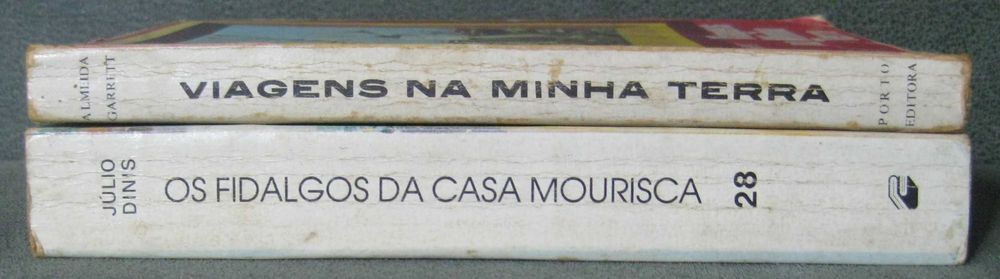 ALMEIDA
GARRETT
VIAGENS NA MINHA TERRA
PORTO
EDITORA
JÚLIO
DINIS
OS FIDALGOS DA CASA MOURISCA
28